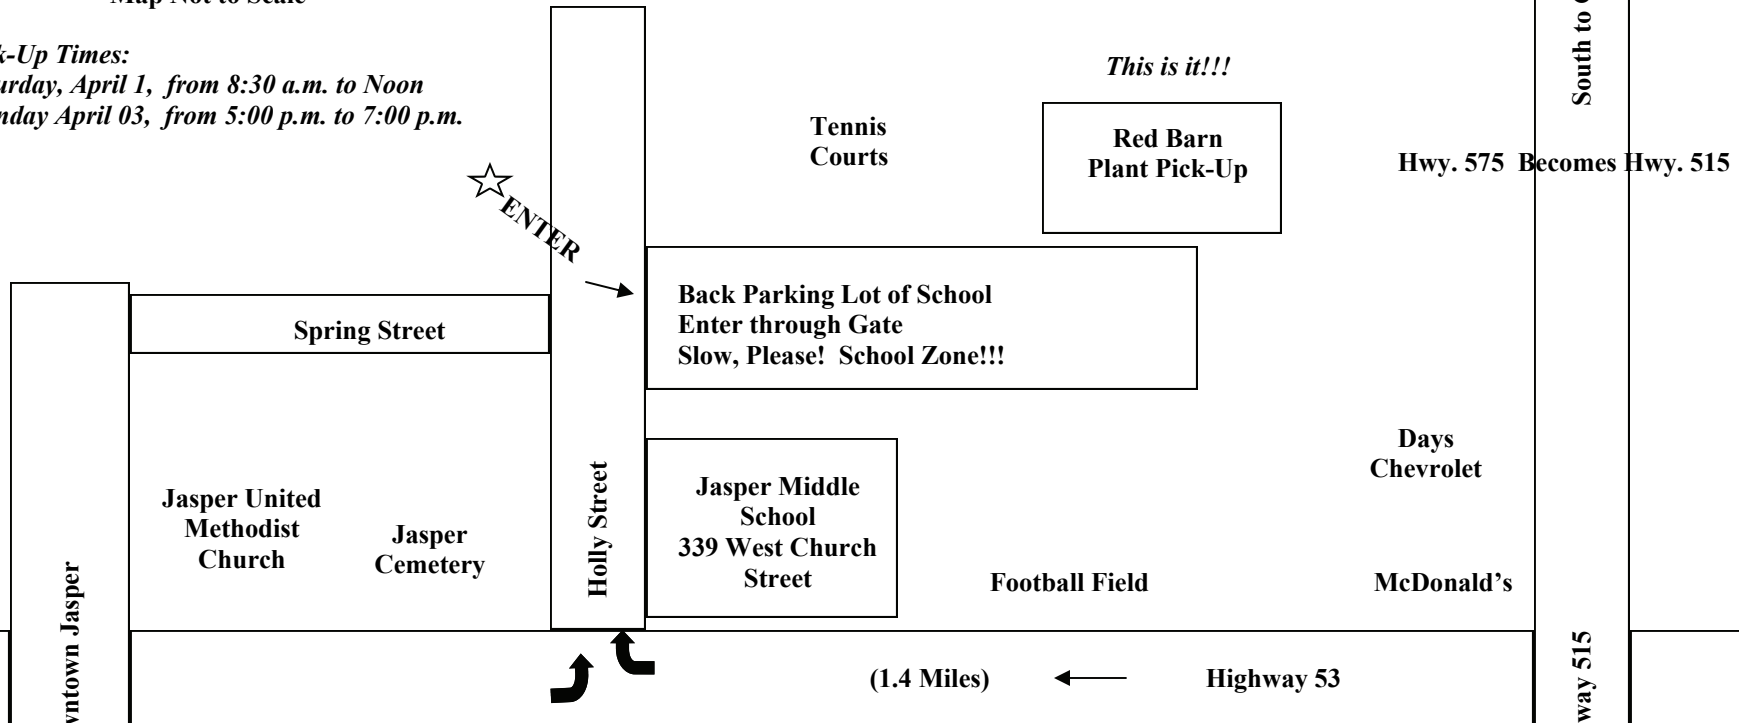 Map Not to Scale
k-Up Times:
urday, April 1, from 8:30 a.m. to Noon
nday April 03, from 5:00 p.m. to 7:00 p.m.
This is it!!!
South to
Tennis
Courts
Red Barn
Plant Pick-Up
Hwy. 575 Becomes Hwy. 515
ENTER
Back Parking Lot of School
Enter through Gate
Slow, Please! School Zone!!!
Spring Street
Days
Chevrolet
Jasper United
Methodist
Church
Jasper
Cemetery
Holly Street
Jasper Middle
School
339 West Church
Street
Football Field
McDonald’s
wntown Jasper
(1.4 Miles)
Highway 53
way 515